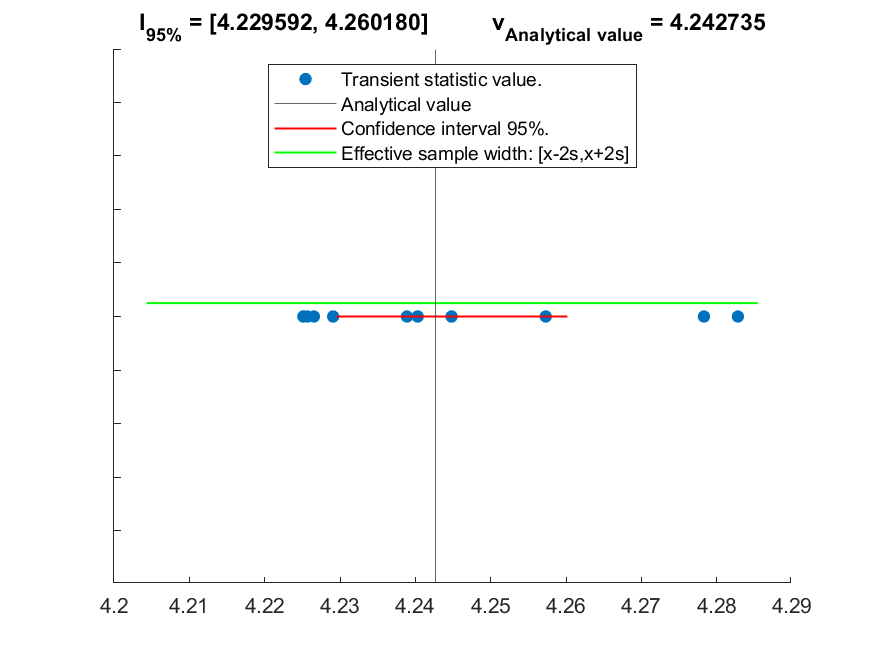 I95% = [4.229592, 4.260180] vAnalytical value = 4.242735
Transient statistic value.
Analytical value
Confidence interval 95%.
Effective sample width: [x-2s,x+2s]
4.2 4.21 4.22 4.23 4.24 4.25 4.26 4.27 4.28 4.29